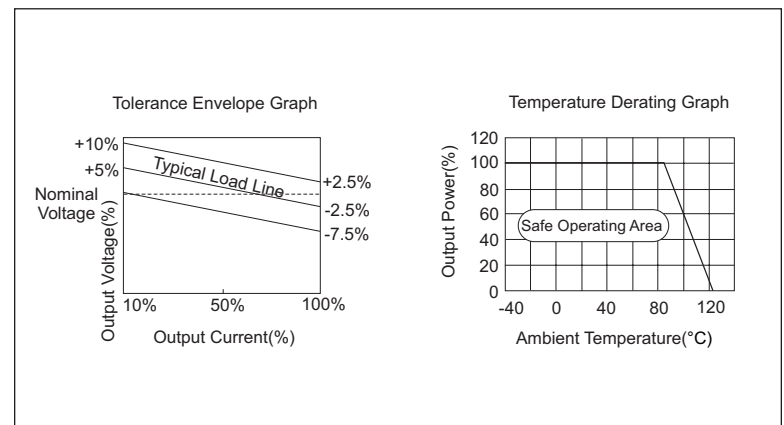 Tolerance Envelope Graph
+10%
+5%
Nominal
Voltage
Output Voltage(%)
Typical Load Line
+2.5%
-2.5%
-7.5%
10%
50%
100%
Output Current(%)
Temperature Derating Graph
Output Power(%)
120
100
80
60
40
20
0
Safe Operating Area
-40
0
40
80
120
Ambient Temperature(°C)